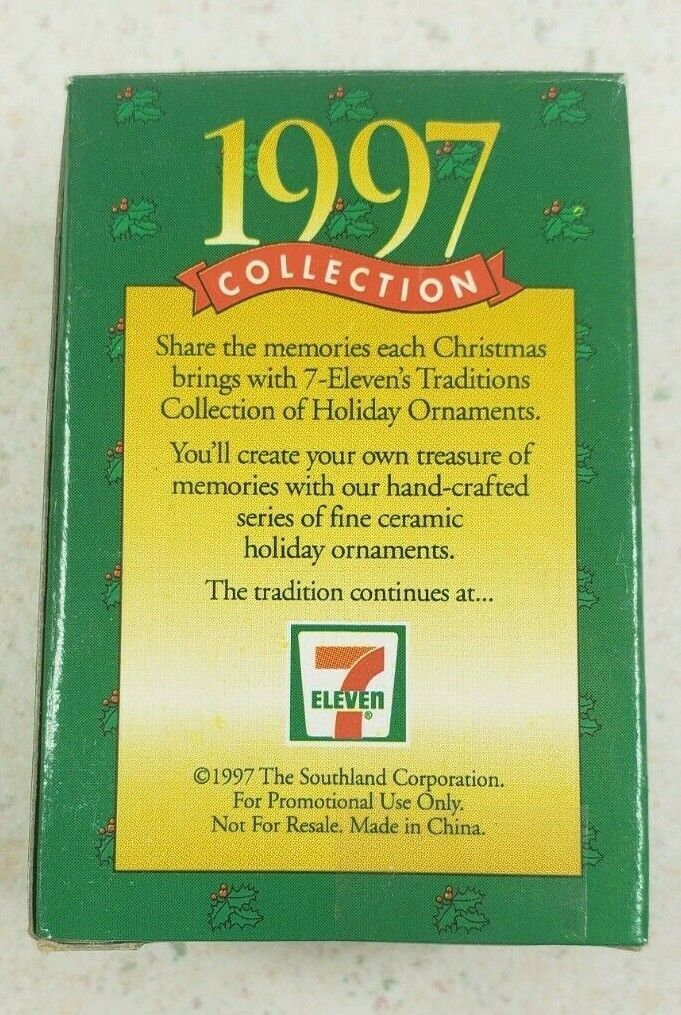 1997
COLLECTION
Share the memories each Christmas
brings with 7-Eleven's Traditions
Collection of Holiday Ornaments.
You'll create your own treasure of
memories with our hand-crafted
series of fine ceramic
holiday ornaments.
The tradition continues at...
7
ELEVEn
®
©1997 The Southland Corporation.
For Promotional Use Only.
Not For Resale. Made in China.